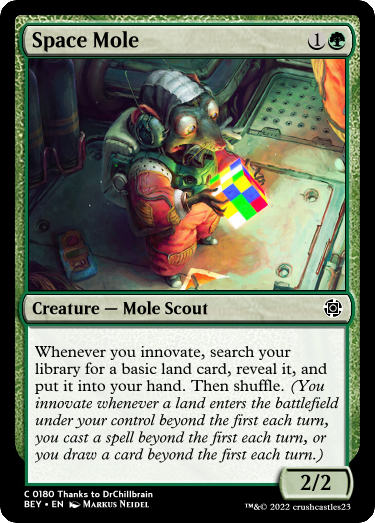 Space Mole 1
Creature — Mole Scout
Whenever you innovate, search your
library for a basic land card, reveal it, and
put it into your hand. Then shuffle. (You
innovate whenever a land enters the battlefield
under your control beyond the first each turn,
you cast a spell beyond the first each turn, or
you draw a card beyond the first each turn.)
2/2
C 0180 Thanks to DrChillbrain
BEY • EN Markus Neidel
™&© 2022 crushcastles23